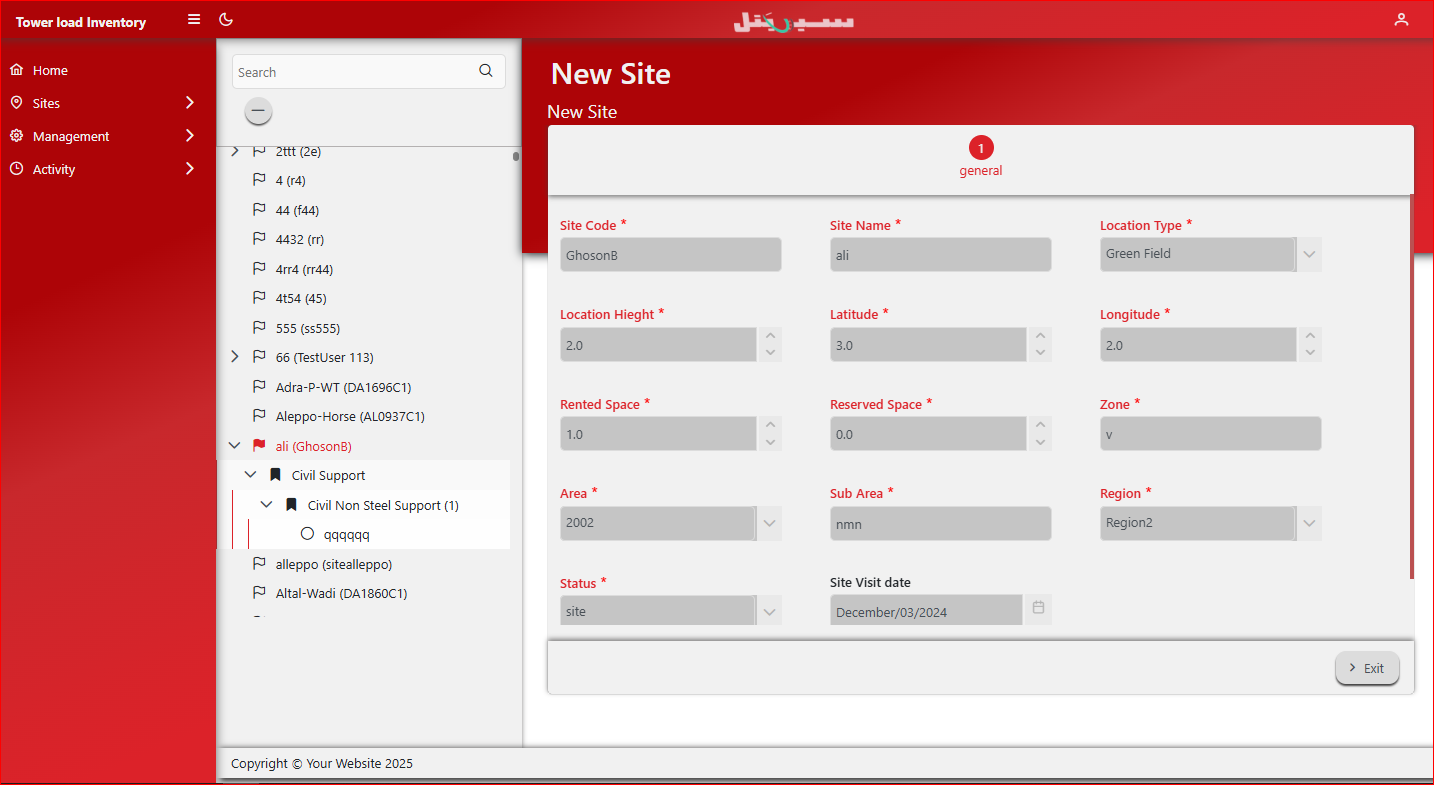 Tower load Inventory
سيريتل
Home
Sites
Management
Activity
Search
2ttt (2e)
4 (r4)
44 (f44)
4432 (rr)
4rr4 (rr44)
4t54 (45)
555 (ss555)
66 (TestUser 113)
Adra-P-WT (DA1696C1)
Aleppo-Horse (AL0937C1)
ali (GhosonB)
Civil Support
Civil Non Steel Support (1)
qqqqqq
alleppo (sitealleppo)
Altal-Wadi (DA1860C1)
New Site
New Site
1
general
Site Code * Site Name * Location Type *
GhosonB ali Green Field
Location Hieght * Latitude * Longitude *
2.0 3.0 2.0
Rented Space * Reserved Space * Zone *
1.0 0.0 v
Area * Sub Area * Region *
2002 nmn Region2
Status * Site Visit date
site December/03/2024
Exit
Copyright © Your Website 2025